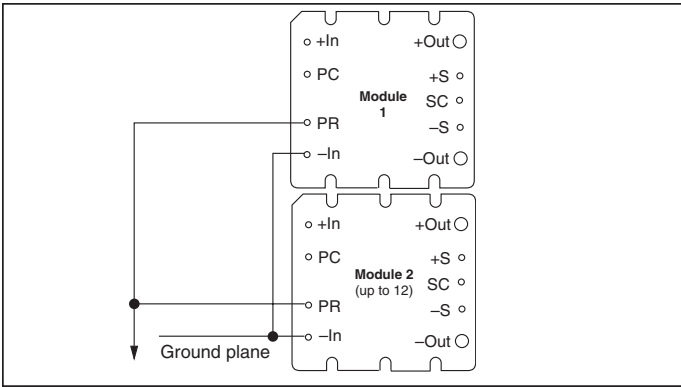 +In
+Out
PC
+S
Module
1
SC
PR
–S
–In
–Out
+In
+Out
PC
+S
Module 2
(up to 12)
SC
PR
–S
–In
–Out
Ground plane